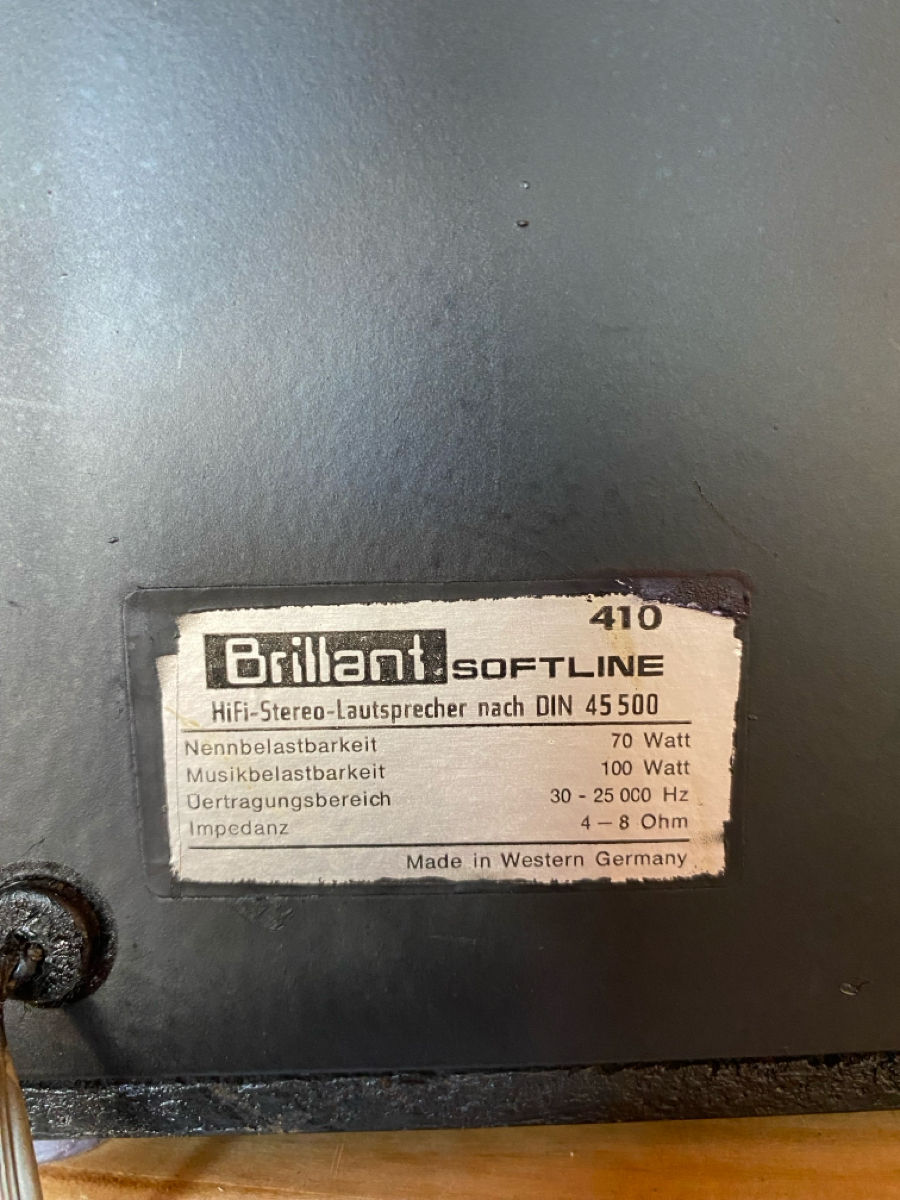 410
Brillant SOFTLINE
HiFi-Stereo-Lautsprecher nach DIN 45 500
Nennbelastbarkeit 70 Watt
Musikbelastbarkeit 100 Watt
Üertragungsbereich 30 - 25 000 Hz
Impedanz 4 – 8 Ohm
Made in Western Germany